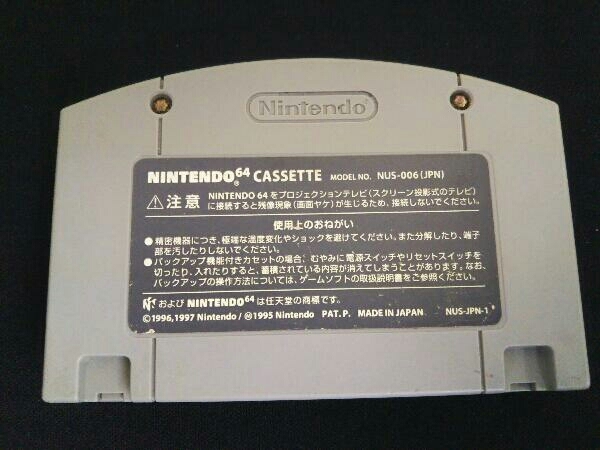 Nintendo®
NINTENDO64® CASSETTE MODEL NO. NUS-006(JPN)
⚠注意 NINTENDO 64をプロジェクションテレビ(スクリーン投影式のテレビ)
に接続すると残像現象(画面ヤケ)が生じるため、接続しないでください。
使用上のおねがい
●精密機器につき、極端な温度変化やショックを避けてください。また分解したり、端子
部を汚したりしないでください。
●バックアップ機能付きカセットの場合、むやみに電源スイッチやリセットスイッチを
切ったり、入れたりすると、蓄積されている内容が消えてしまうことがあります。なお、
バックアップの操作方法については、ゲームソフトの取扱説明書をご参照ください。
および NINTENDO64 は任天堂の商標です。
©1996,1997 Nintendo/Ⓜ1995 Nintendo PAT. P. MADE IN JAPAN NUS-JPN-1